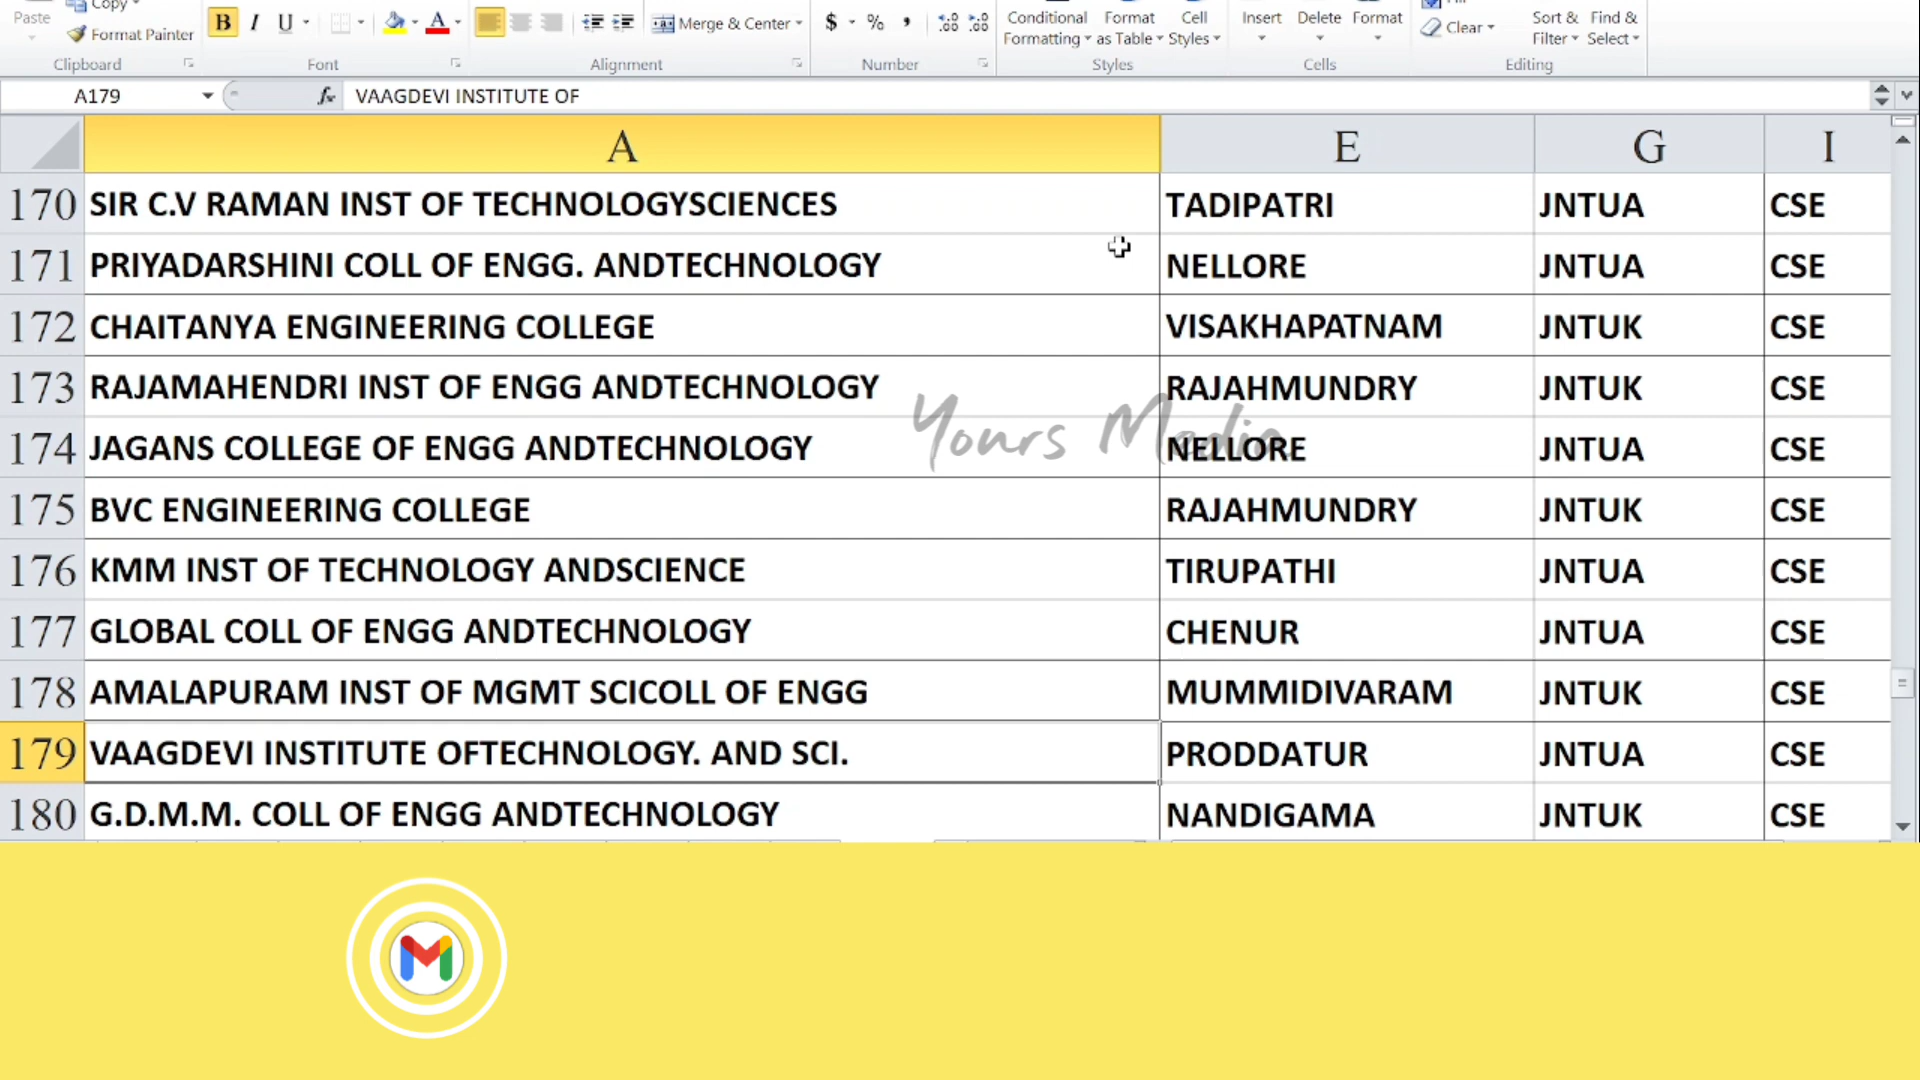 Paste Copy Format Painter B I U A Merge & Center $ % , Conditional Formatting Format as Table Cell Styles Insert Delete Format Clear Sort & Filter Find & Select
Clipboard Font Alignment Number Styles Cells Editing
A179 fx VAAGDEVI INSTITUTE OF
A E G I
170 SIR C.V RAMAN INST OF TECHNOLOGYSCIENCES TADIPATRI JNTUA CSE
171 PRIYADARSHINI COLL OF ENGG. ANDTECHNOLOGY NELLORE JNTUA CSE
172 CHAITANYA ENGINEERING COLLEGE VISAKHAPATNAM JNTUK CSE
173 RAJAMAHENDRI INST OF ENGG ANDTECHNOLOGY RAJAHMUNDRY JNTUK CSE
Yours Media
174 JAGANS COLLEGE OF ENGG ANDTECHNOLOGY NELLORE JNTUA CSE
175 BVC ENGINEERING COLLEGE RAJAHMUNDRY JNTUK CSE
176 KMM INST OF TECHNOLOGY ANDSCIENCE TIRUPATHI JNTUA CSE
177 GLOBAL COLL OF ENGG ANDTECHNOLOGY CHENUR JNTUA CSE
178 AMALAPURAM INST OF MGMT SCICOLL OF ENGG MUMMIDIVARAM JNTUK CSE
179 VAAGDEVI INSTITUTE OFTECHNOLOGY. AND SCI. PRODDATUR JNTUA CSE
180 G.D.M.M. COLL OF ENGG ANDTECHNOLOGY NANDIGAMA JNTUK CSE